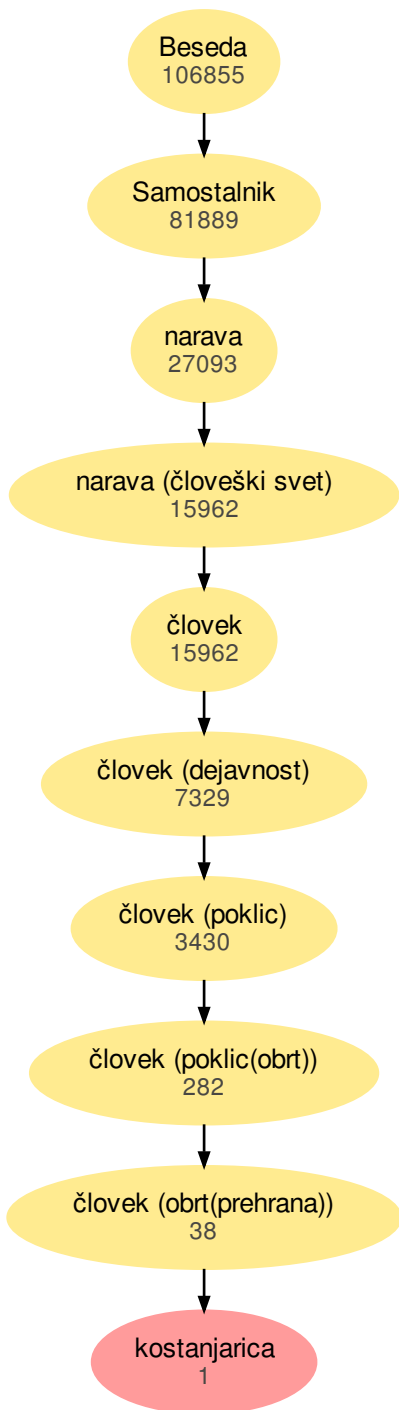 Beseda
106855
Samostalnik
81889
narava
27093
narava (človeški svet)
15962
človek
15962
človek (dejavnost)
7329
človek (poklic)
3430
človek (poklic(obrt))
282
človek (obrt(prehrana))
38
kostanjarica
1